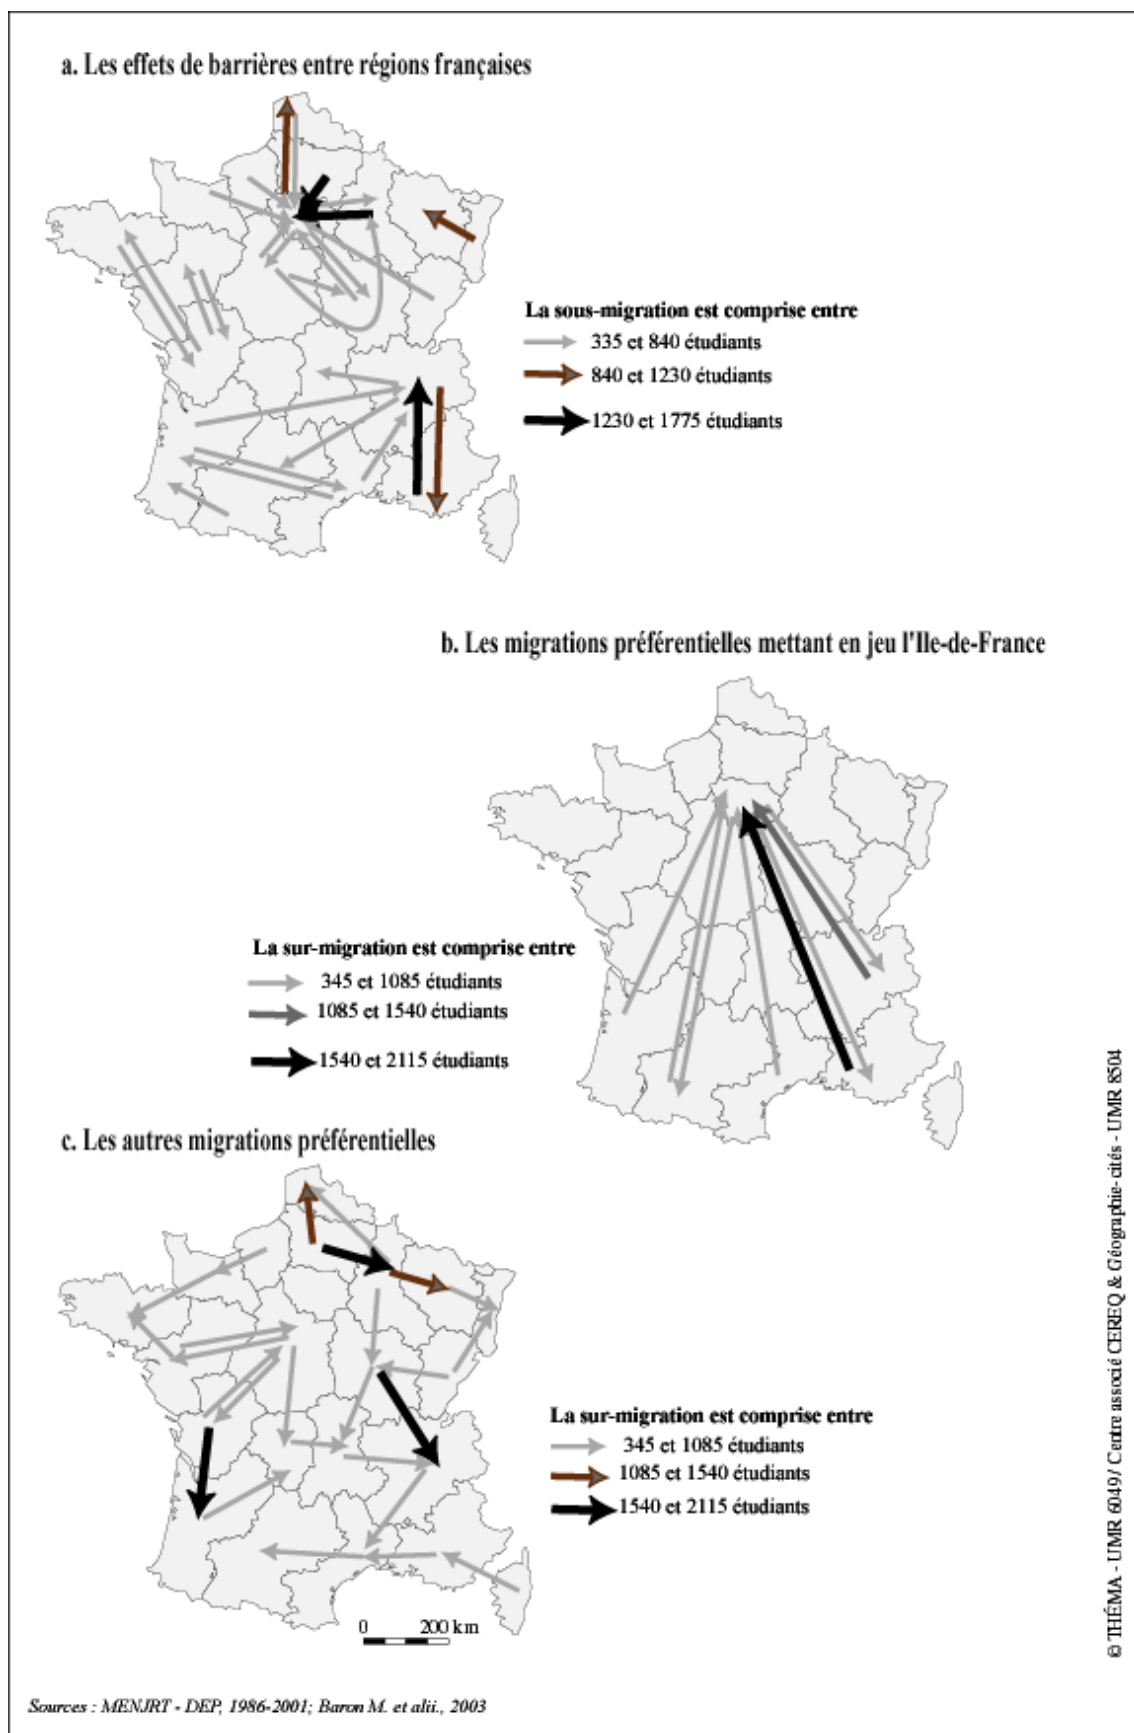 a. Les effets de barrières entre régions françaises
La sous-migration est comprise entre
335 et 840 étudiants
840 et 1230 étudiants
1230 et 1775 étudiants
b. Les migrations préférentielles mettant en jeu l'Ile-de-France
La sur-migration est comprise entre
345 et 1085 étudiants
1085 et 1540 étudiants
1540 et 2115 étudiants
c. Les autres migrations préférentielles
La sur-migration est comprise entre
345 et 1085 étudiants
1085 et 1540 étudiants
1540 et 2115 étudiants
0 200 km
Sources : MENJRT - DEP, 1986-2001; Baron M. et alii., 2003
© THÉMA - UMR 6049 / Centre associé CEREQ & Géographie-cités - UMR 8504